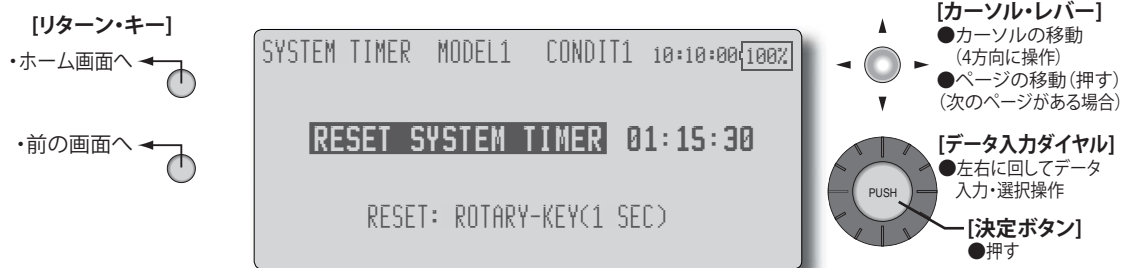 [リターン・キー]
・ホーム画面へ
・前の画面へ
SYSTEM TIMER MODEL1 CONDIT1 10:10:00 100%
RESET SYSTEM TIMER 01:15:30
RESET: ROTARY-KEY(1 SEC)
[カーソル・レバー]
●カーソルの移動
(4方向に操作)
●ページの移動(押す)
(次のページがある場合)
[データ入力ダイヤル]
●左右に回してデータ
入力・選択操作
PUSH
[決定ボタン]
●押す